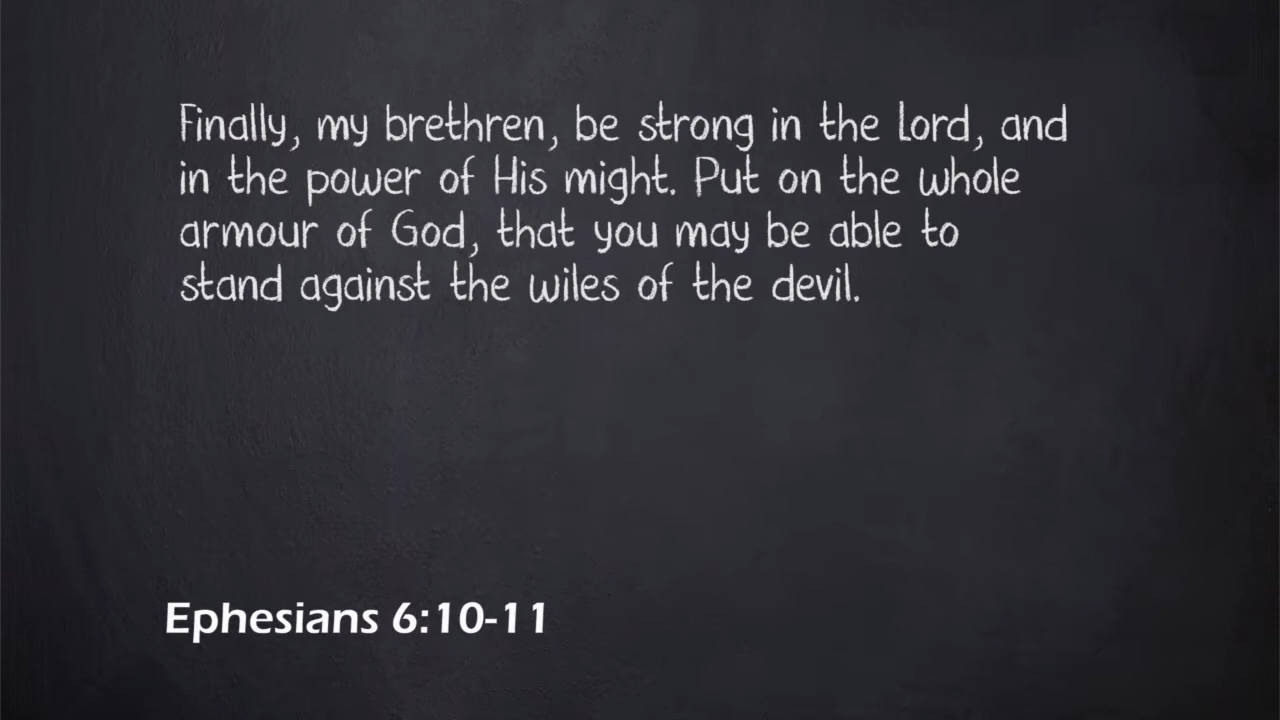 Finally, my brethren, be strong in the Lord, and
in the power of His might. Put on the whole
armour of God, that you may be able to
stand against the wiles of the devil.
Ephesians 6:10-11